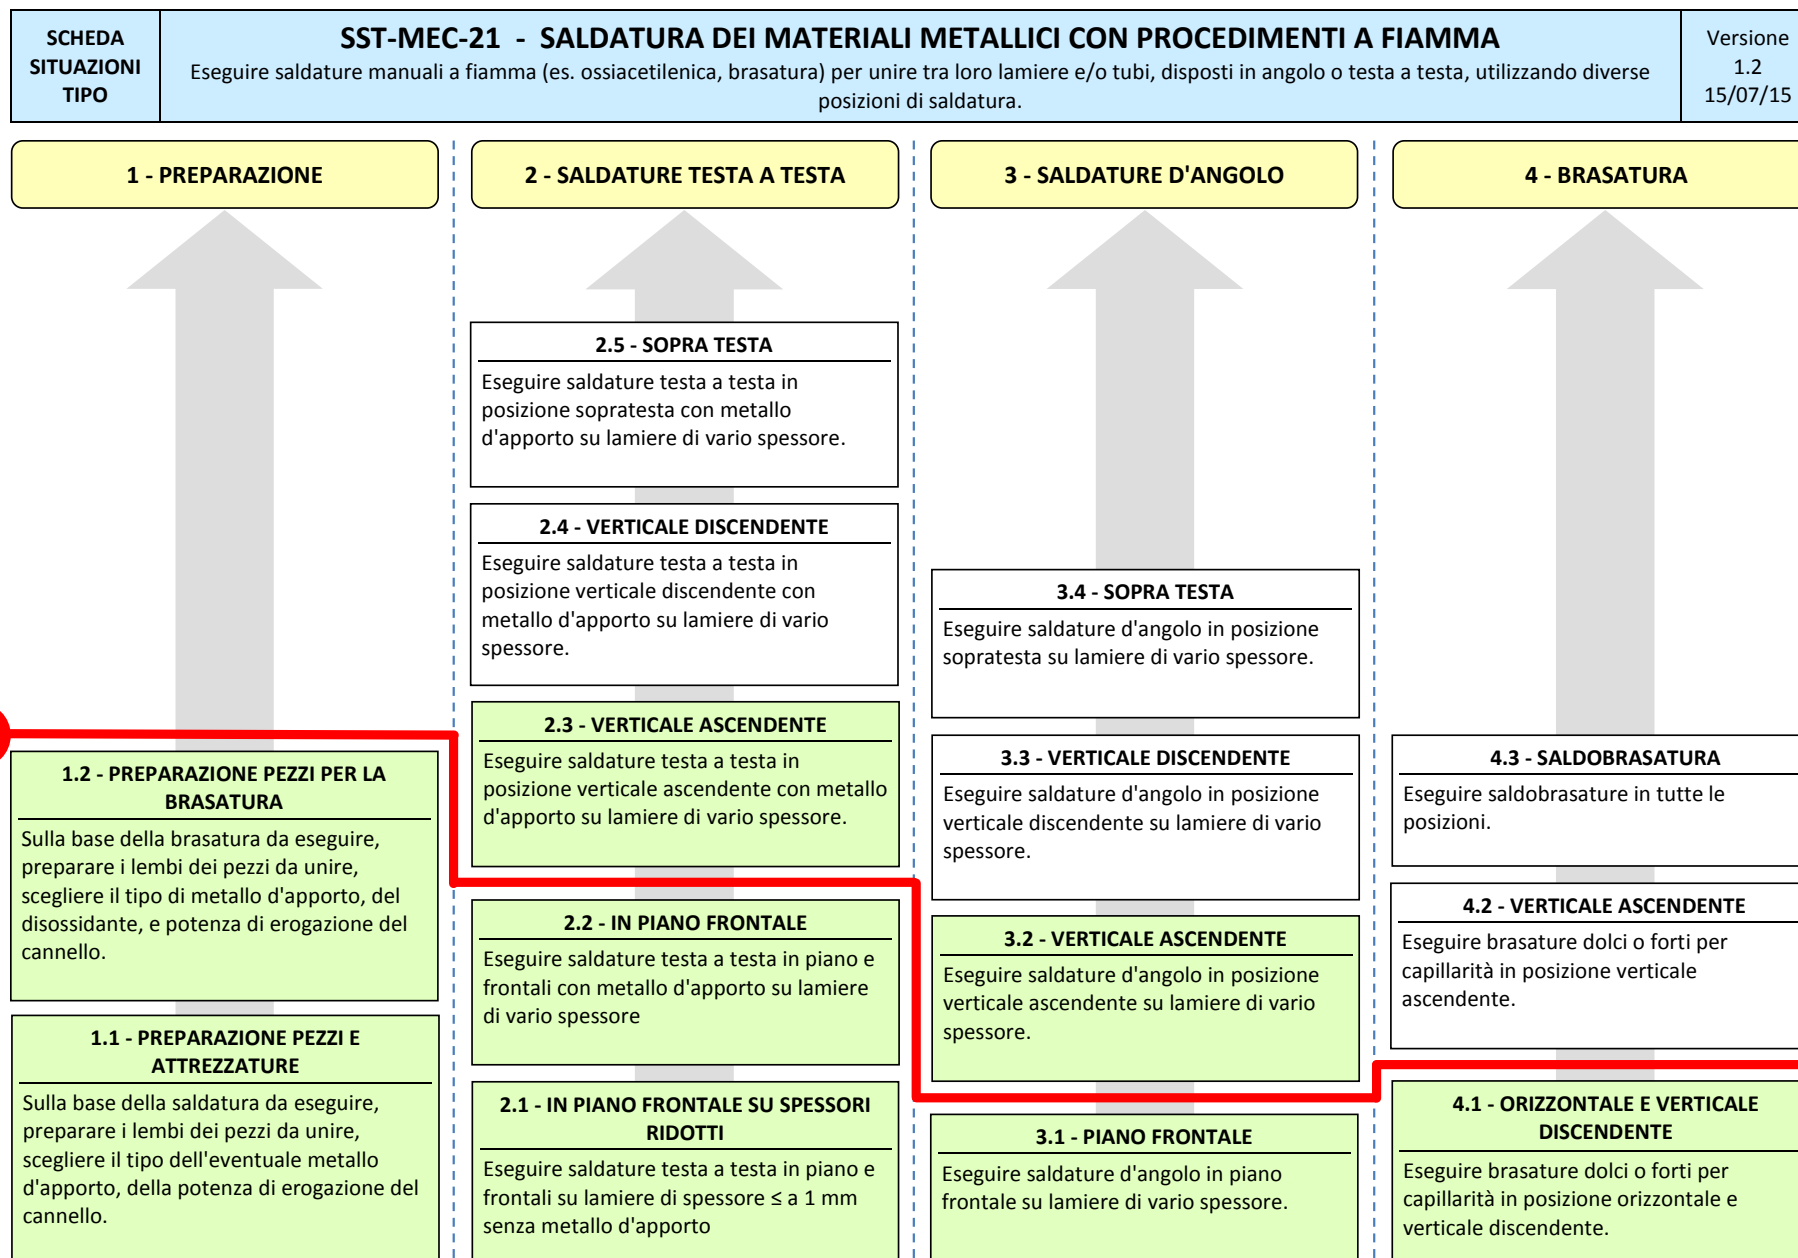 SCHEDA
SITUAZIONI
TIPO
SST-MEC-21 - SALDATURA DEI MATERIALI METALLICI CON PROCEDIMENTI A FIAMMA
Eseguire saldature manuali a fiamma (es. ossiacetilenica, brasatura) per unire tra loro lamiere e/o tubi, disposti in angolo o testa a testa, utilizzando diverse
posizioni di saldatura.
Versione
1.2
15/07/15
1 - PREPARAZIONE
1.2 - PREPARAZIONE PEZZI PER LA
BRASATURA
Sulla base della brasatura da eseguire,
preparare i lembi dei pezzi da unire,
scegliere il tipo di metallo d'apporto, del
disossidante, e potenza di erogazione del
cannello.
1.1 - PREPARAZIONE PEZZI E
ATTREZZATURE
Sulla base della saldatura da eseguire,
preparare i lembi dei pezzi da unire,
scegliere il tipo dell'eventuale metallo
d'apporto, della potenza di erogazione del
cannello.
2 - SALDATURE TESTA A TESTA
2.5 - SOPRA TESTA
Eseguire saldature testa a testa in
posizione sopratesta con metallo
d'apporto su lamiere di vario spessore.
2.4 - VERTICALE DISCENDENTE
Eseguire saldature testa a testa in
posizione verticale discendente con
metallo d'apporto su lamiere di vario
spessore.
2.3 - VERTICALE ASCENDENTE
Eseguire saldature testa a testa in
posizione verticale ascendente con metallo
d'apporto su lamiere di vario spessore.
2.2 - IN PIANO FRONTALE
Eseguire saldature testa a testa in piano e
frontali con metallo d'apporto su lamiere
di vario spessore
2.1 - IN PIANO FRONTALE SU SPESSORI
RIDOTTI
Eseguire saldature testa a testa in piano e
frontali su lamiere di spessore ≤ a 1 mm
senza metallo d'apporto
3 - SALDATURE D'ANGOLO
3.4 - SOPRA TESTA
Eseguire saldature d'angolo in posizione
sopratesta su lamiere di vario spessore.
3.3 - VERTICALE DISCENDENTE
Eseguire saldature d'angolo in posizione
verticale discendente su lamiere di vario
spessore.
3.2 - VERTICALE ASCENDENTE
Eseguire saldature d'angolo in posizione
verticale ascendente su lamiere di vario
spessore.
3.1 - PIANO FRONTALE
Eseguire saldature d'angolo in piano
frontale su lamiere di vario spessore.
4 - BRASATURA
4.3 - SALDOBRASATURA
Eseguire saldobrasature in tutte le
posizioni.
4.2 - VERTICALE ASCENDENTE
Eseguire brasature dolci o forti per
capillarità in posizione verticale
ascendente.
4.1 - ORIZZONTALE E VERTICALE
DISCENDENTE
Eseguire brasature dolci o forti per
capillarità in posizione orizzontale e
verticale discendente.